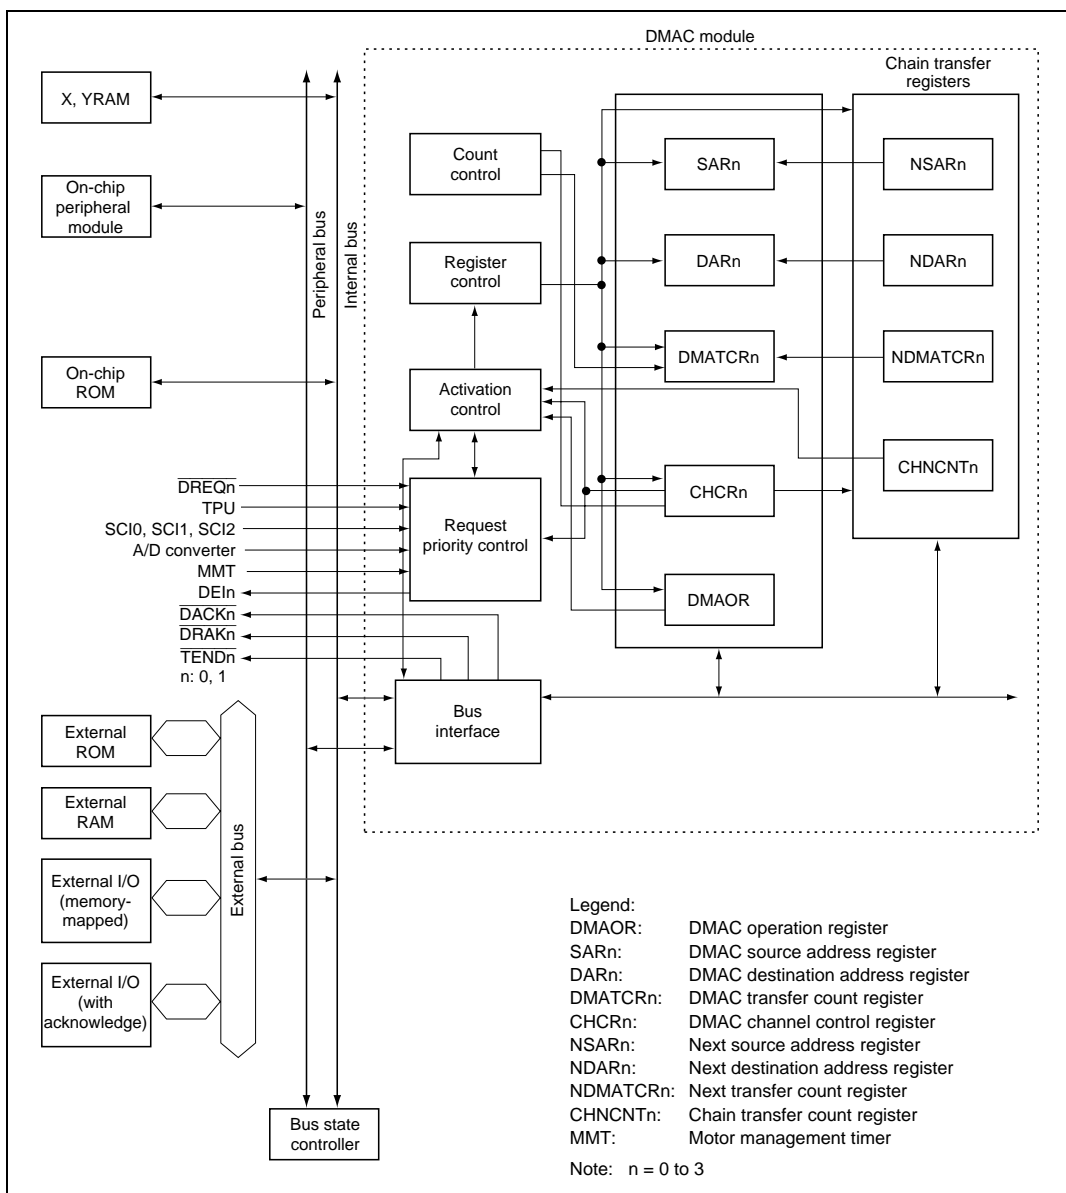 DMAC module
Chain transfer
registers
X, YRAM
On-chip
peripheral
module
On-chip
ROM
Peripheral bus
Internal bus
Count
control
Register
control
Activation
control
Request
priority control
Bus
interface
SARn
DARn
DMATCRn
CHCRn
DMAOR
NSARn
NDARn
NDMATCRn
CHNCNTn
DREQn
TPU
SCI0, SCI1, SCI2
A/D converter
MMT
DEIn
DACKn
DRAKn
TENDn
n: 0, 1
External
ROM
External
RAM
External I/O
(memory-
mapped)
External I/O
(with
acknowledge)
External bus
Bus state
controller
Legend:
DMAOR: DMAC operation register
SARn: DMAC source address register
DARn: DMAC destination address register
DMATCRn: DMAC transfer count register
CHCRn: DMAC channel control register
NSARn: Next source address register
NDARn: Next destination address register
NDMATCRn: Next transfer count register
CHNCNTn: Chain transfer count register
MMT: Motor management timer
Note: n = 0 to 3